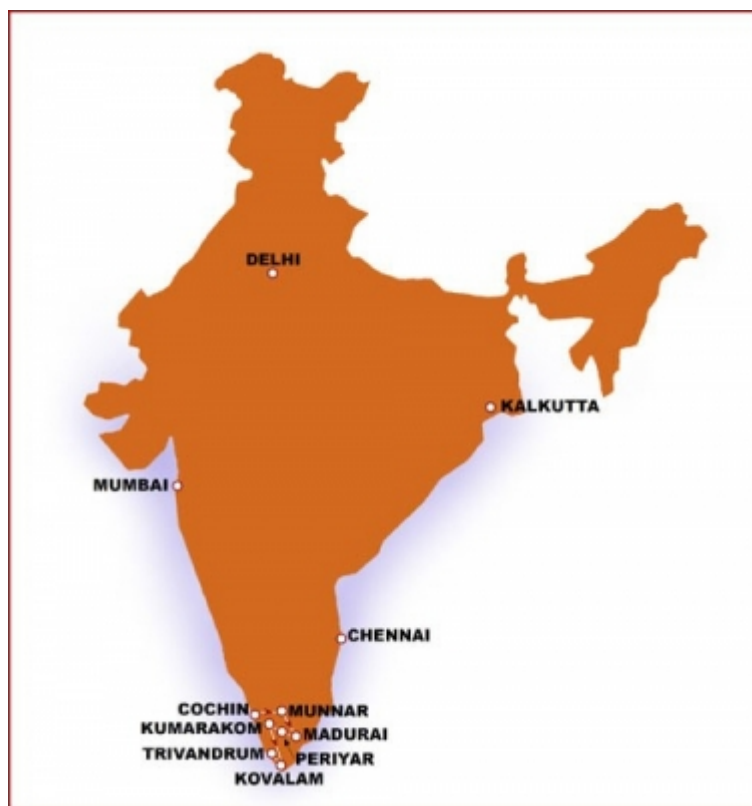 DELHI
KALKUTTA
MUMBAI
CHENNAI
COCHIN
MUNNAR
KUMARAKOM
MADURAI
TRIVANDRUM
PERIYAR
KOVALAM